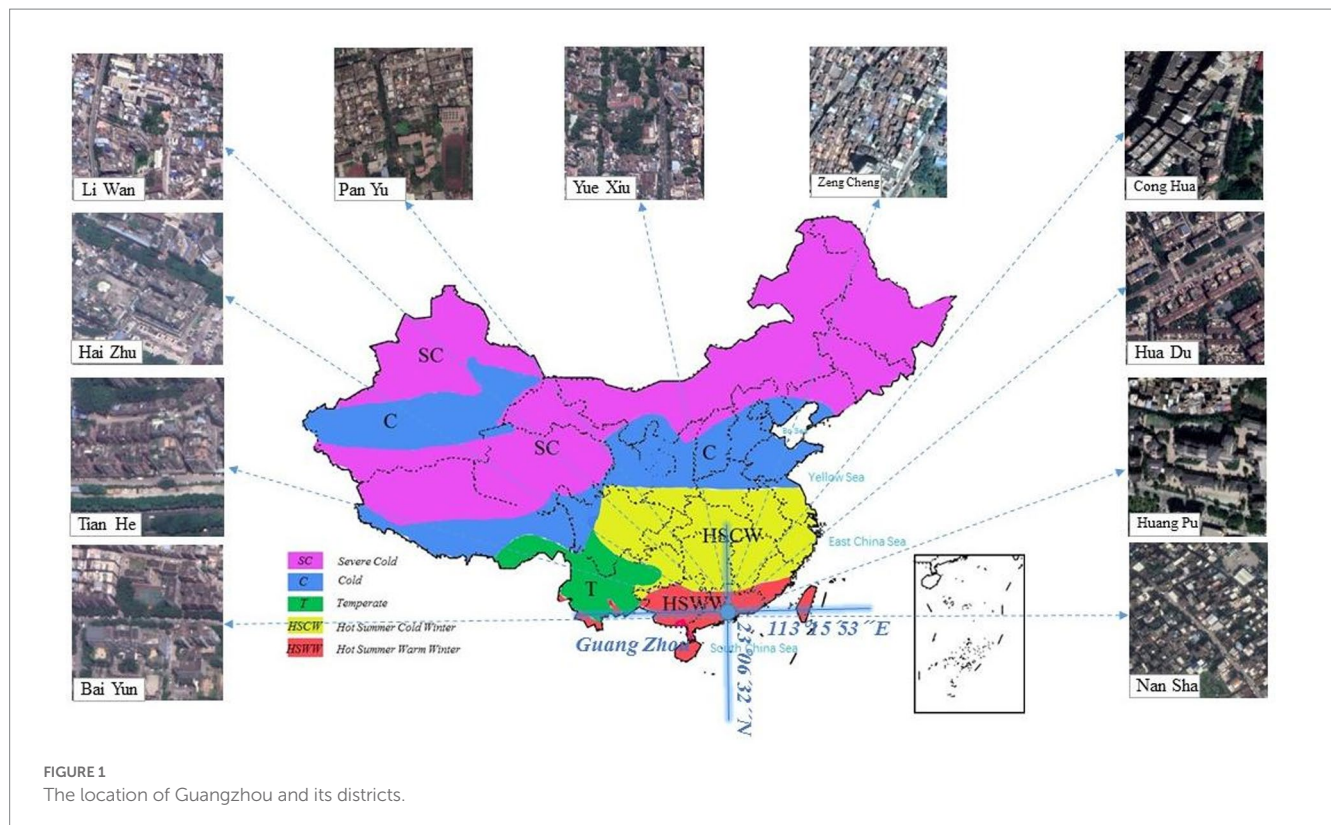 Li Wan
Pan Yu
Yue Xiu
Zeng Cheng
Cong Hua
Hai Zhu
Hua Du
Tian He
Huang Pu
Bai Yun
Nan Sha
SC
C
SC
C
Bo Sea
Yellow Sea
HSCW
East China Sea
T
HSWW
Guang Zhou
South China Sea
113°15´53´´E
23°06´32´´N
SC Severe Cold
C Cold
T Temperate
HSCW Hot Summer Cold Winter
HSWW Hot Summer Warm Winter
FIGURE 1
The location of Guangzhou and its districts.